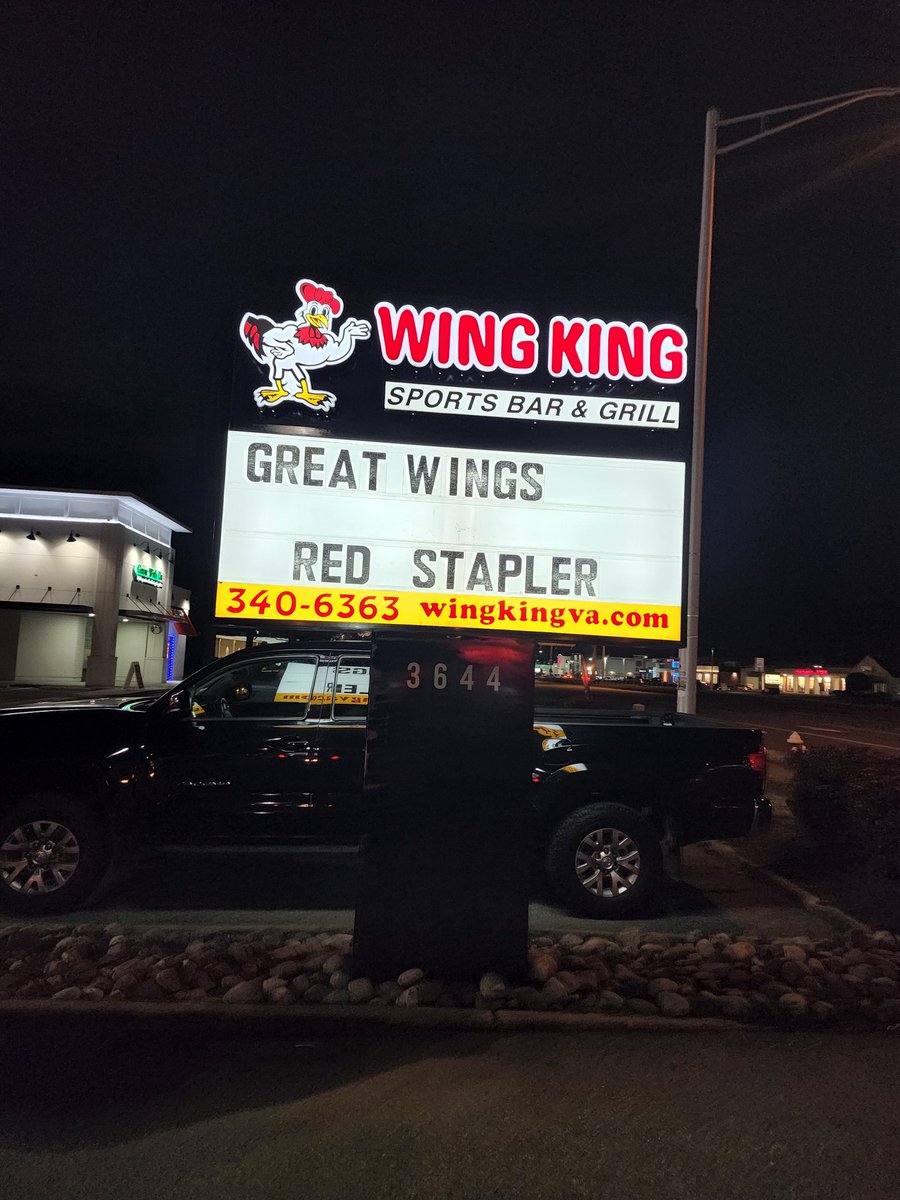 WING KING
SPORTS BAR & GRILL
GREAT WINGS
RED STAPLER
340-6363 wingkingva.com
3644